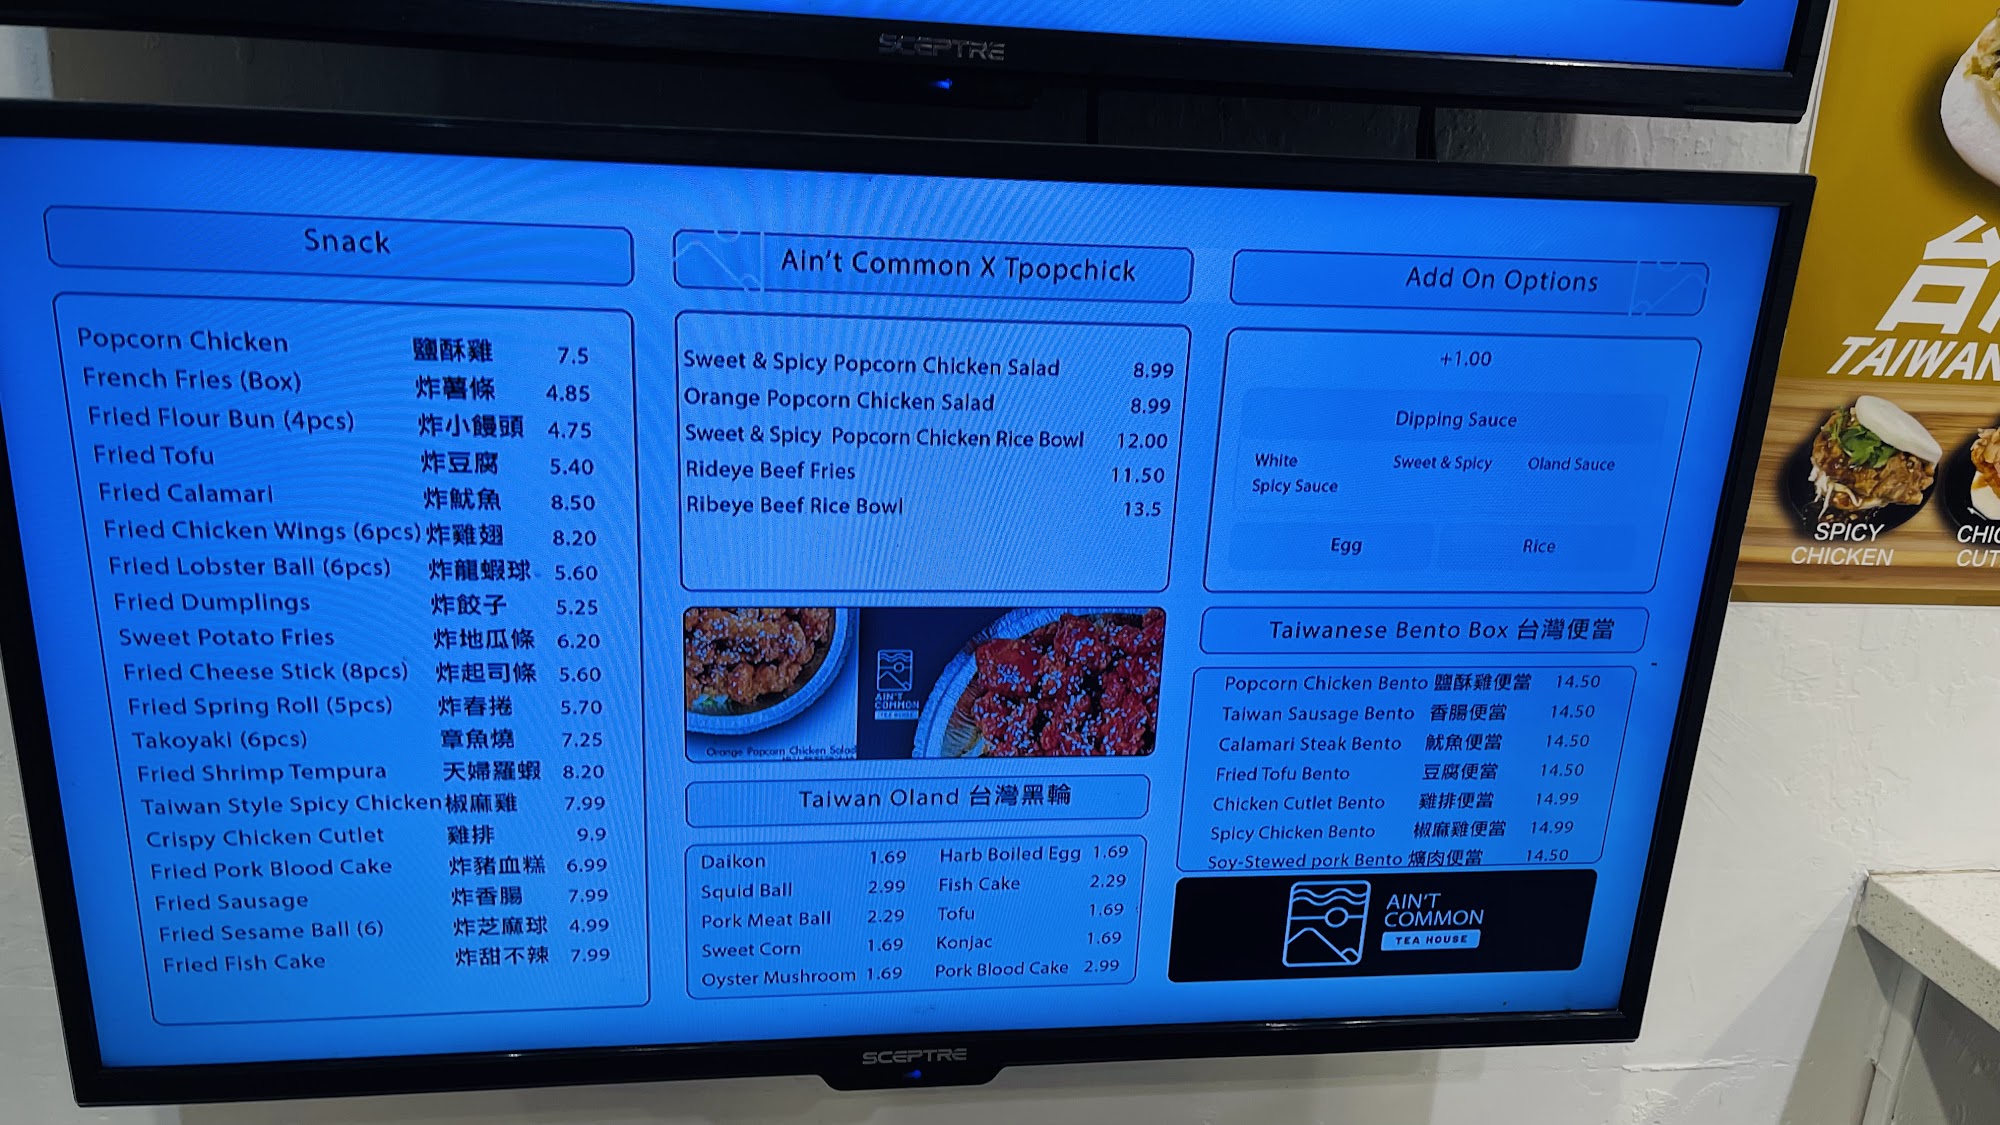 SCEPTRE
Snack
Popcorn Chicken 鹽酥雞 7.5
French Fries (Box) 炸薯條 4.85
Fried Flour Bun (4pcs) 炸小饅頭 4.75
Fried Tofu 炸豆腐 5.40
Fried Calamari 炸魷魚 8.50
Fried Chicken Wings (6pcs) 炸雞翅 8.20
Fried Lobster Ball (6pcs) 炸龍蝦球 5.60
Fried Dumplings 炸餃子 5.25
Sweet Potato Fries 炸地瓜條 6.20
Fried Cheese Stick (8pcs) 炸起司條 5.60
Fried Spring Roll (5pcs) 炸春捲 5.70
Takoyaki (6pcs) 章魚燒 7.25
Fried Shrimp Tempura 天婦羅蝦 8.20
Taiwan Style Spicy Chicken 椒麻雞 7.99
Crispy Chicken Cutlet 雞排 9.9
Fried Pork Blood Cake 炸豬血糕 6.99
Fried Sausage 炸香腸 7.99
Fried Sesame Ball (6) 炸芝麻球 4.99
Fried Fish Cake 炸甜不辣 7.99
Ain't Common X Tpopchick
Sweet & Spicy Popcorn Chicken Salad 8.99
Orange Popcorn Chicken Salad 8.99
Sweet & Spicy Popcorn Chicken Rice Bowl 12.00
Rideye Beef Fries 11.50
Ribeye Beef Rice Bowl 13.5
Orange Popcorn Chicken Salad
AIN'T
COMMON
TEA HOUSE
Taiwan Oland 台灣黑輪
Daikon 1.69 Harb Boiled Egg 1.69
Squid Ball 2.99 Fish Cake 2.29
Pork Meat Ball 2.29 Tofu 1.69
Sweet Corn 1.69 Konjac 1.69
Oyster Mushroom 1.69 Pork Blood Cake 2.99
Add On Options
+1.00
Dipping Sauce
White Sweet & Spicy Oland Sauce
Spicy Sauce
Egg Rice
Taiwanese Bento Box 台灣便當
Popcorn Chicken Bento 鹽酥雞便當 14.50
Taiwan Sausage Bento 香腸便當 14.50
Calamari Steak Bento 魷魚便當 14.50
Fried Tofu Bento 豆腐便當 14.50
Chicken Cutlet Bento 雞排便當 14.99
Spicy Chicken Bento 椒麻雞便當 14.99
Soy-Stewed pork Bento 爌肉便當 14.50
AIN'T
COMMON
TEA HOUSE
SCEPTRE
TAIWAN
SPICY
CHICKEN